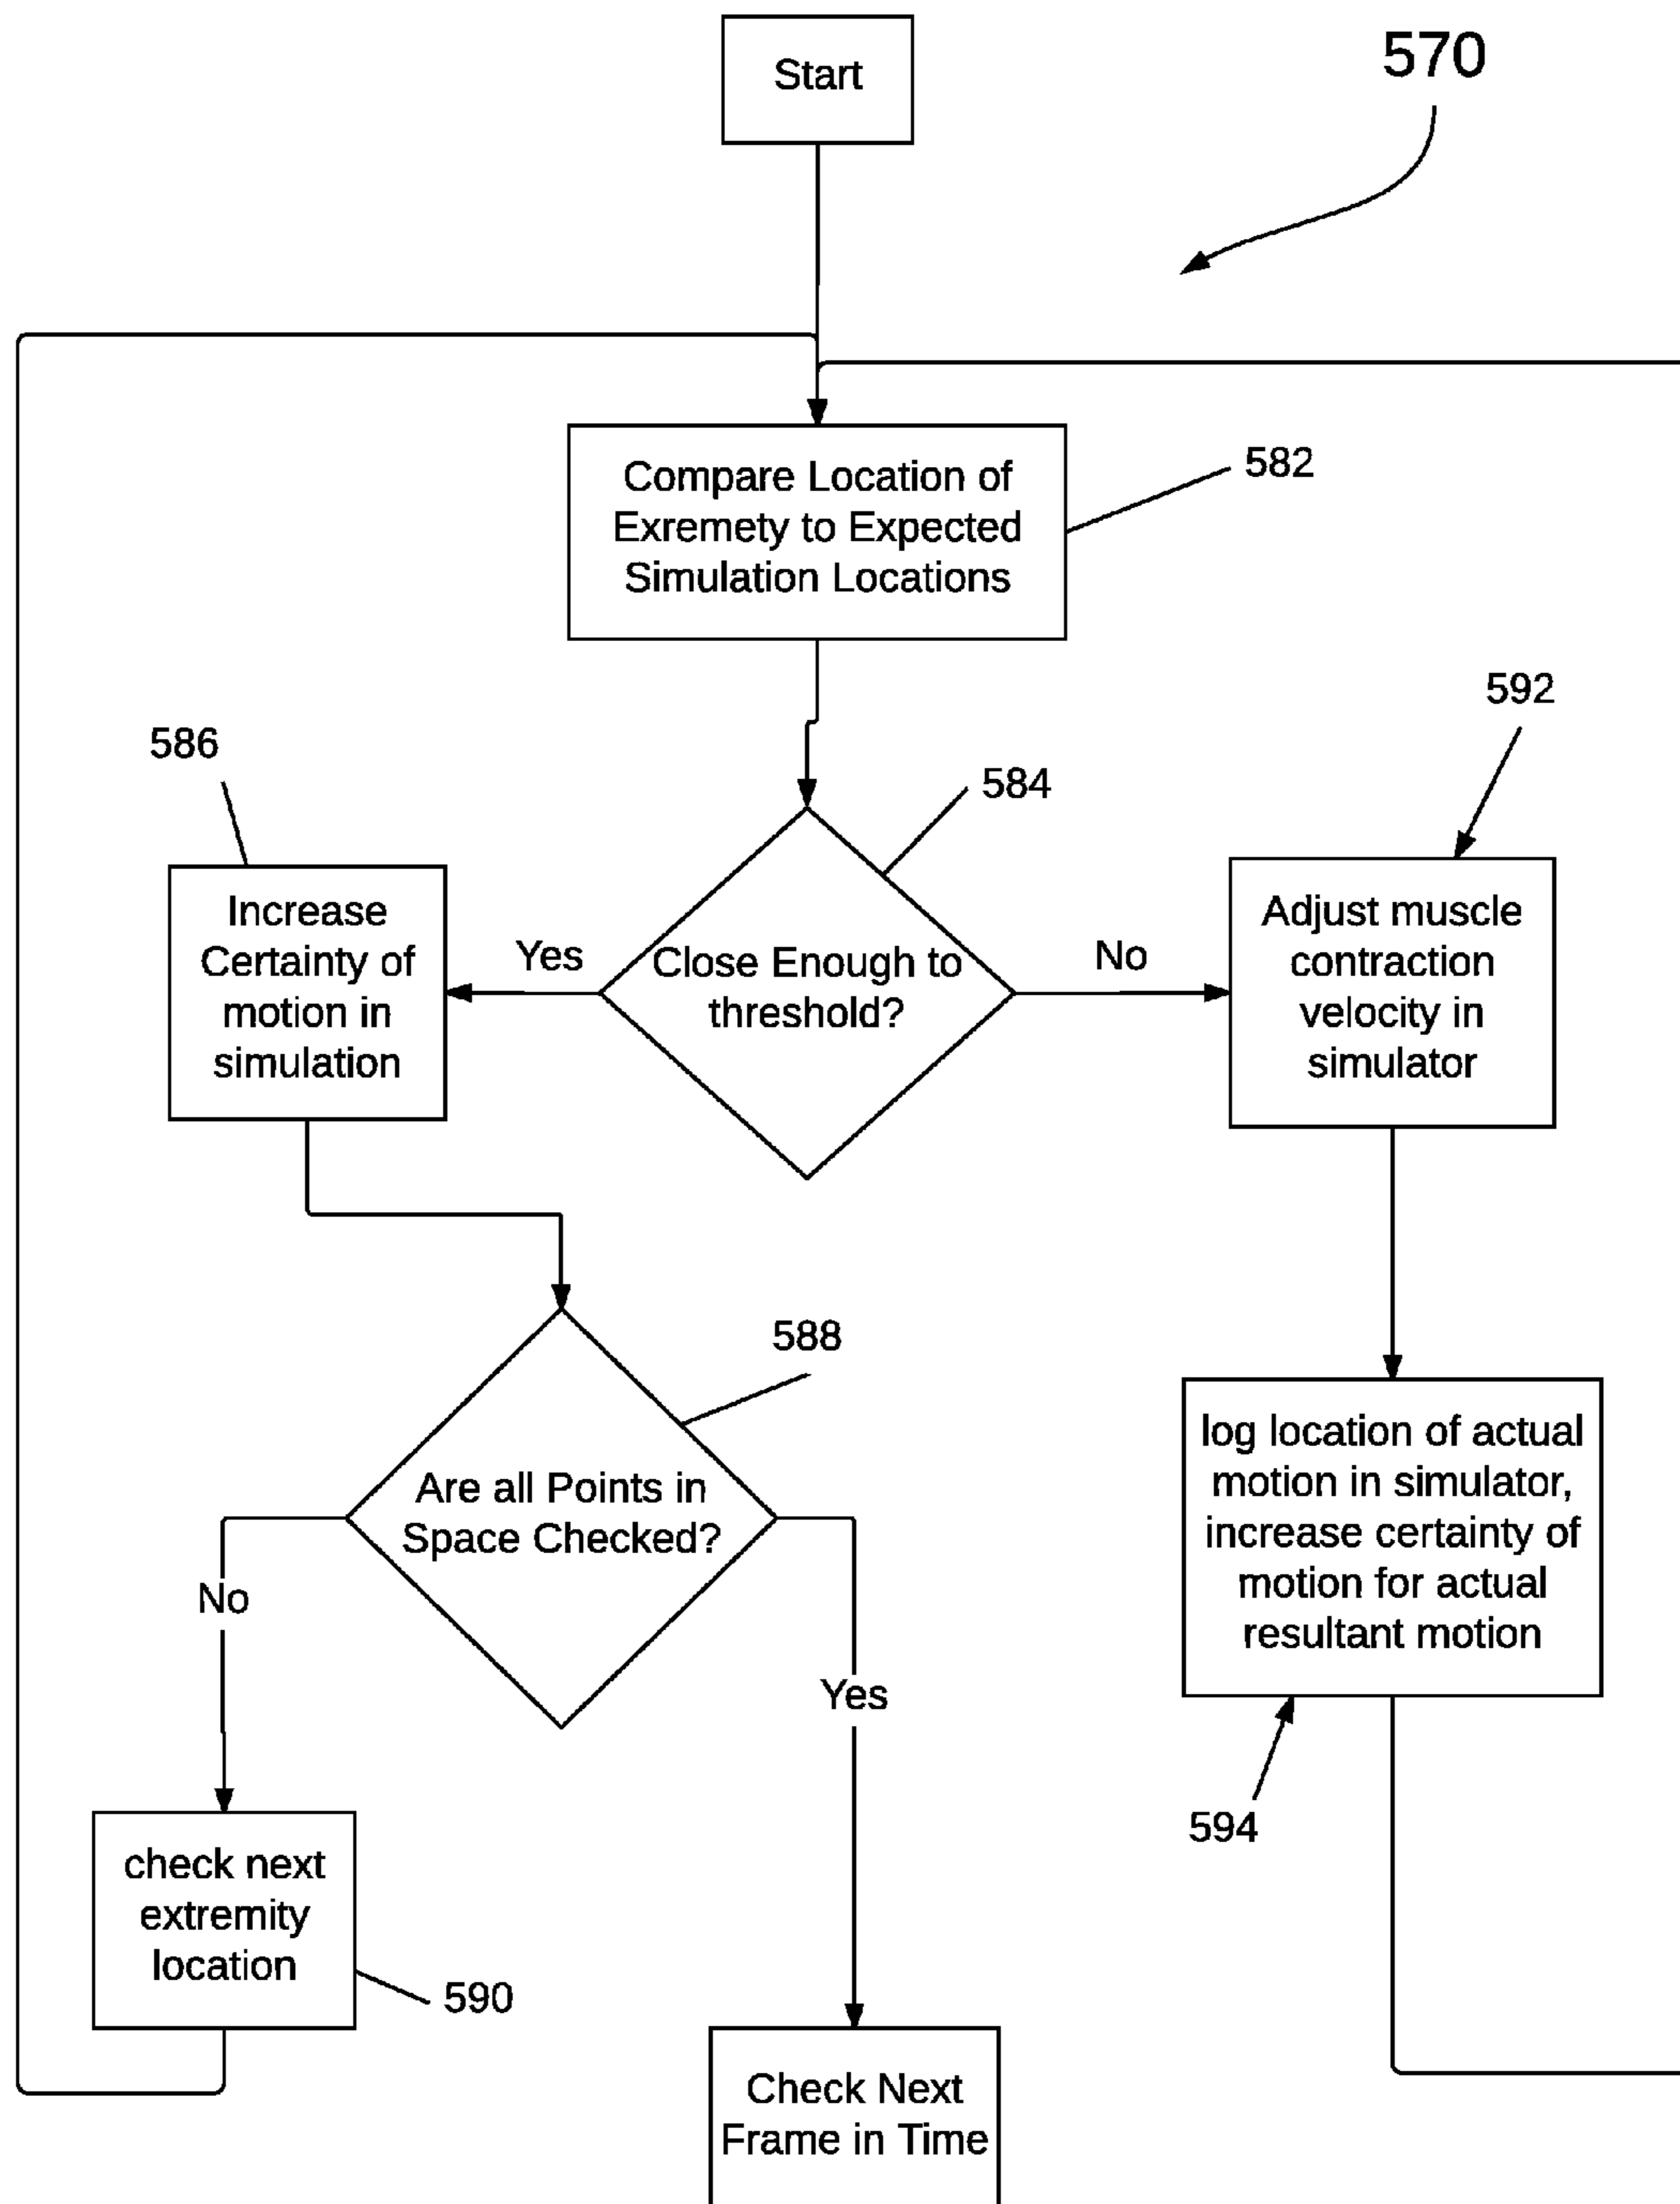 Start
570
Compare Location of
Exremety to Expected
Simulation Locations
582
592
586
584
Increase
Certainty of
motion in
simulation
Yes
Close Enough to
threshold?
No
Adjust muscle
contraction
velocity in
simulator
588
Are all Points in
Space Checked?
log location of actual
motion in simulator,
increase certainty of
motion for actual
resultant motion
No
Yes
594
check next
extremity
location
590
Check Next
Frame in Time